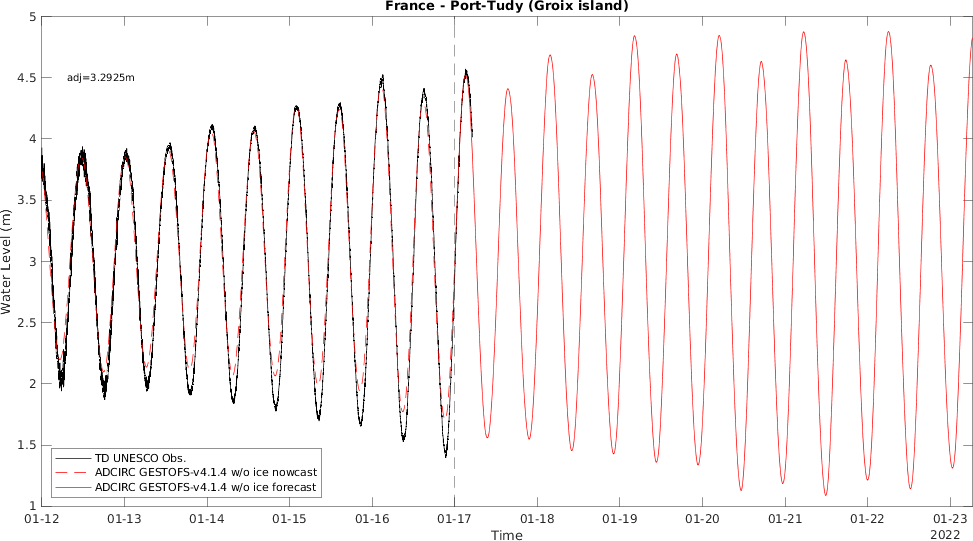 France - Port-Tudy (Groix island)
5
4.5
4
3.5
3
2.5
2
1.5
1
Water Level (m)
adj=3.2925m
TD UNESCO Obs.
ADCIRC GESTOFS-v4.1.4 w/o ice nowcast
ADCIRC GESTOFS-v4.1.4 w/o ice forecast
01-12 01-13 01-14 01-15 01-16 01-17 01-18 01-19 01-20 01-21 01-22 01-23
2022
Time